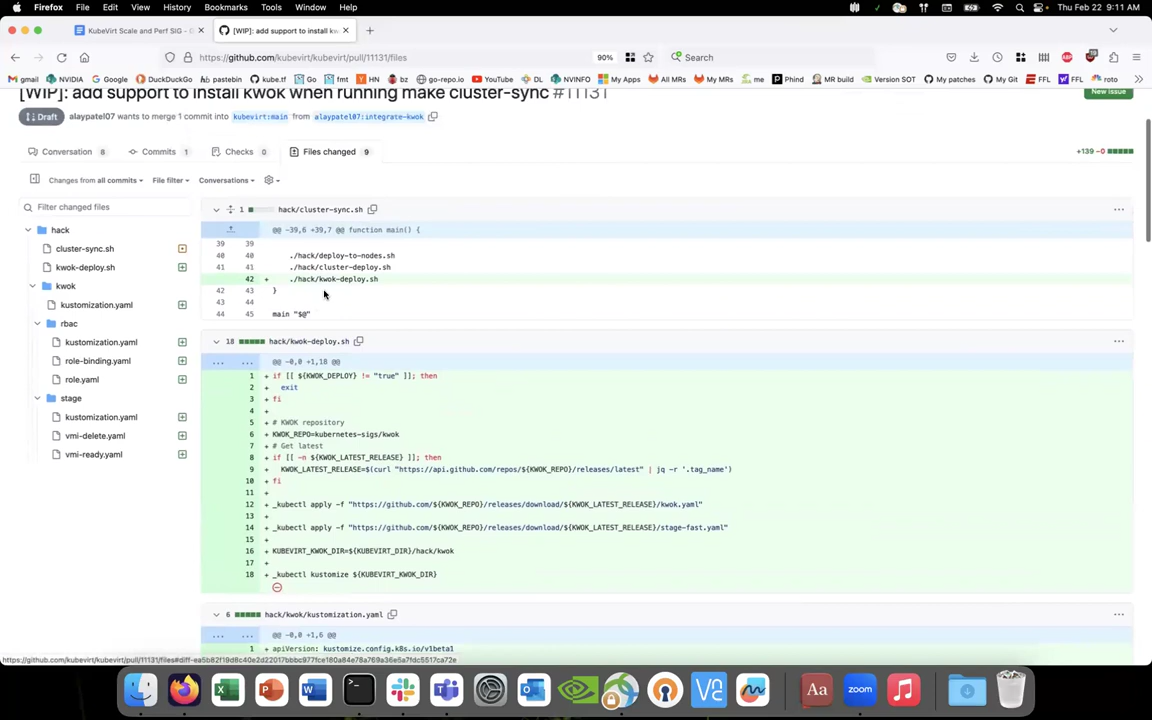 Firefox File Edit View History Bookmarks Tools Window Help Thu Feb 22 9:11 AM
KubeVirt Scale and Perf SIG - G [WIP]: add support to install kw
https://github.com/kubevirt/kubevirt/pull/11131/files 90% Search
gmail NVIDIA Google DuckDuckGo pastebin kube.tf Go fmt HN bz go-repo.io YouTube DL NVINFO My Apps All MRs My MRs me Phind MR build Version SOT My patches My Git FFL FFL roto
[WIP]: add support to install kwok when running make cluster-sync #11131
New issue
Draft alaypatel07 wants to merge 1 commit into kubevirt:main from alaypatel07:integrate-kwok
Conversation 8 Commits 1 Checks 0 Files changed 9 +139 −0
Changes from all commits File filter Conversations
Filter changed files
hack
cluster-sync.sh
kwok-deploy.sh
kwok
kustomization.yaml
rbac
kustomization.yaml
role-binding.yaml
role.yaml
stage
kustomization.yaml
vmi-delete.yaml
vmi-ready.yaml
1 hack/cluster-sync.sh
@@ -39,6 +39,7 @@ function main() {
39 39
40 40 ./hack/deploy-to-nodes.sh
41 41 ./hack/cluster-deploy.sh
42 + ./hack/kwok-deploy.sh
42 43 }
43 44
44 45 main "$@"
18 hack/kwok-deploy.sh
... ... @@ -0,0 +1,18 @@
1 + if [[ ${KWOK_DEPLOY} != "true" ]]; then
2 + exit
3 + fi
4 +
5 + # KWOK repository
6 + KWOK_REPO=kubernetes-sigs/kwok
7 + # Get latest
8 + if [[ -n ${KWOK_LATEST_RELEASE} ]]; then
9 + KWOK_LATEST_RELEASE=$(curl "https://api.github.com/repos/${KWOK_REPO}/releases/latest" | jq -r '.tag_name')
10 + fi
11 +
12 + _kubectl apply -f "https://github.com/${KWOK_REPO}/releases/download/${KWOK_LATEST_RELEASE}/kwok.yaml"
13 +
14 + _kubectl apply -f "https://github.com/${KWOK_REPO}/releases/download/${KWOK_LATEST_RELEASE}/stage-fast.yaml"
15 +
16 + KUBEVIRT_KWOK_DIR=${KUBEVIRT_DIR}/hack/kwok
17 +
18 + _kubectl kustomize ${KUBEVIRT_KWOK_DIR}
6 hack/kwok/kustomization.yaml
... ... @@ -0,0 +1,6 @@
1 + apiVersion: kustomize.config.k8s.io/v1beta1